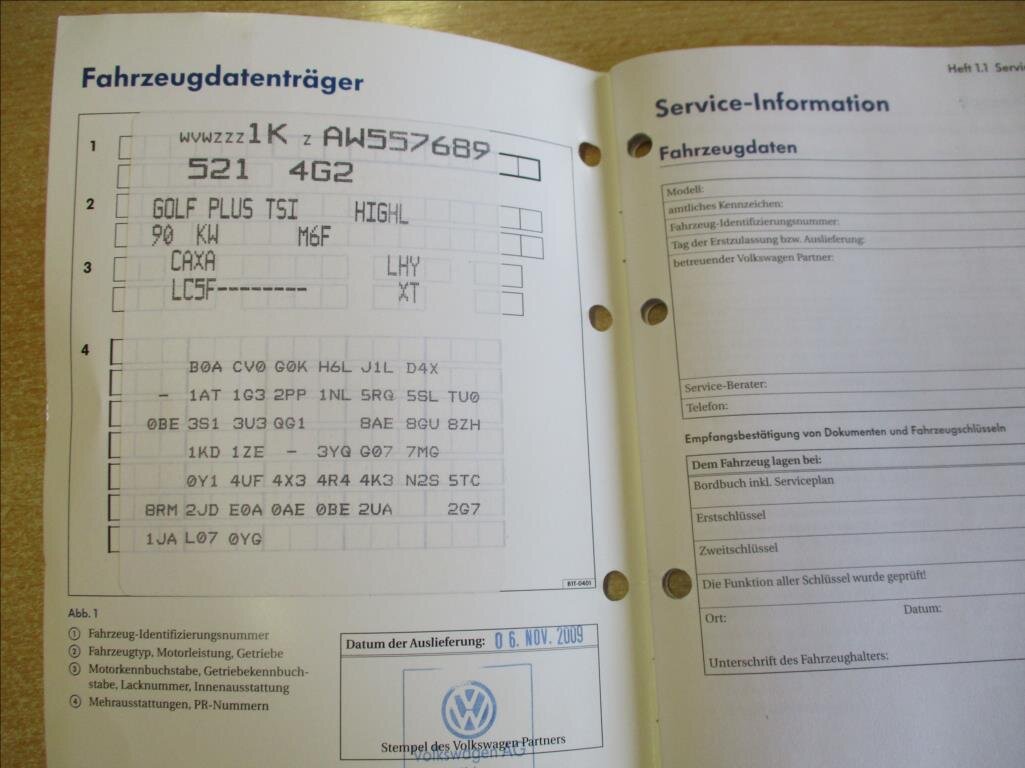 Fahrzeugdatenträger
1 WVWZZZ 1K Z AW557689
521 4G2
2 GOLF PLUS TSI HIGHL
90 KW M6F
3 CAXA LHY
LC5F-------- XT
4
B0A CV0 G0K H6L J1L D4X
- 1AT 1G3 2PP 1NL 5RQ 5SL TU0
0BE 3S1 3U3 QG1 8AE 8GU 8ZH
1KD 1ZE - 3YQ G07 7MG
0Y1 4UF 4X3 4R4 4K3 N2S 5TC
8RM 2JD E0A 0AE 0BE 2UA 2G7
1JA L07 0YG
B1T-0401
Abb. 1
① Fahrzeug-Identifizierungsnummer
② Fahrzeugtyp, Motorleistung, Getriebe
③ Motorkennbuchstabe, Getriebekennbuch-
stabe, Lacknummer, Innenausstattung
④ Mehrausstattungen, PR-Nummern
Datum der Auslieferung: 06. NOV. 2009
Stempel des Volkswagen Partners
Volkswagen AG
Heft 1.1
Service-Information
Fahrzeugdaten
Modell:
amtliches Kennzeichen:
Fahrzeug-Identifizierungsnummer:
Tag der Erstzulassung bzw. Auslieferung:
betreuender Volkswagen Partner:
Service-Berater:
Telefon:
Empfangsbestätigung von Dokumenten und Fahrzeugschlüsseln
Dem Fahrzeug lagen bei:
Bordbuch inkl. Serviceplan
Erstschlüssel
Zweitschlüssel
Die Funktion aller Schlüssel wurde geprüft!
Ort: Datum:
Unterschrift des Fahrzeughalters: